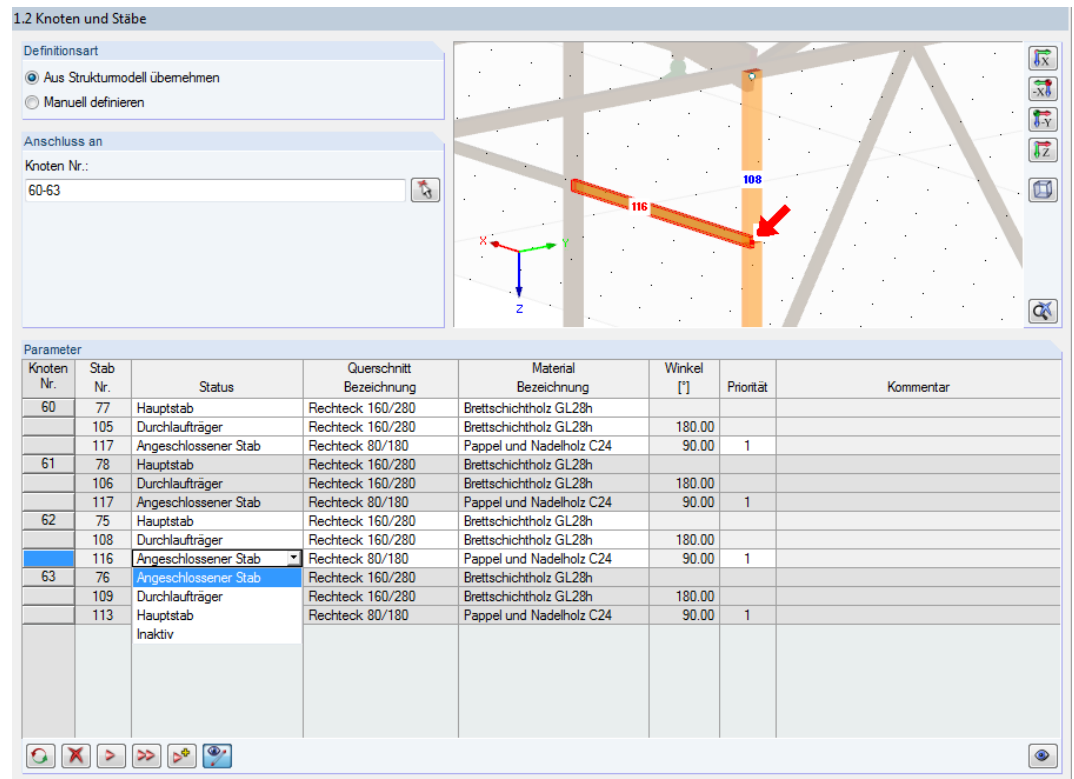 1.2 Knoten und Stäbe
Definitionsart
Aus Strukturmodell übernehmen
Manuell definieren
Anschluss an
Knoten Nr.:
60-63
108
116
X
Y
Z
X
-X
-Y
Z
Parameter
Knoten Nr. Stab Nr. Status Querschnitt Bezeichnung Material Bezeichnung Winkel [°] Priorität Kommentar
60 77 Hauptstab Rechteck 160/280 Brettschichtholz GL28h
105 Durchlaufträger Rechteck 160/280 Brettschichtholz GL28h 180.00
117 Angeschlossener Stab Rechteck 80/180 Pappel und Nadelholz C24 90.00 1
61 78 Hauptstab Rechteck 160/280 Brettschichtholz GL28h
106 Durchlaufträger Rechteck 160/280 Brettschichtholz GL28h 180.00
117 Angeschlossener Stab Rechteck 80/180 Pappel und Nadelholz C24 90.00 1
62 75 Hauptstab Rechteck 160/280 Brettschichtholz GL28h
108 Durchlaufträger Rechteck 160/280 Brettschichtholz GL28h 180.00
116 Angeschlossener Stab Rechteck 80/180 Pappel und Nadelholz C24 90.00 1
63 76 Angeschlossener Stab Rechteck 160/280 Brettschichtholz GL28h
109 Durchlaufträger Rechteck 160/280 Brettschichtholz GL28h 180.00
113 Hauptstab Rechteck 80/180 Pappel und Nadelholz C24 90.00 1
Inaktiv